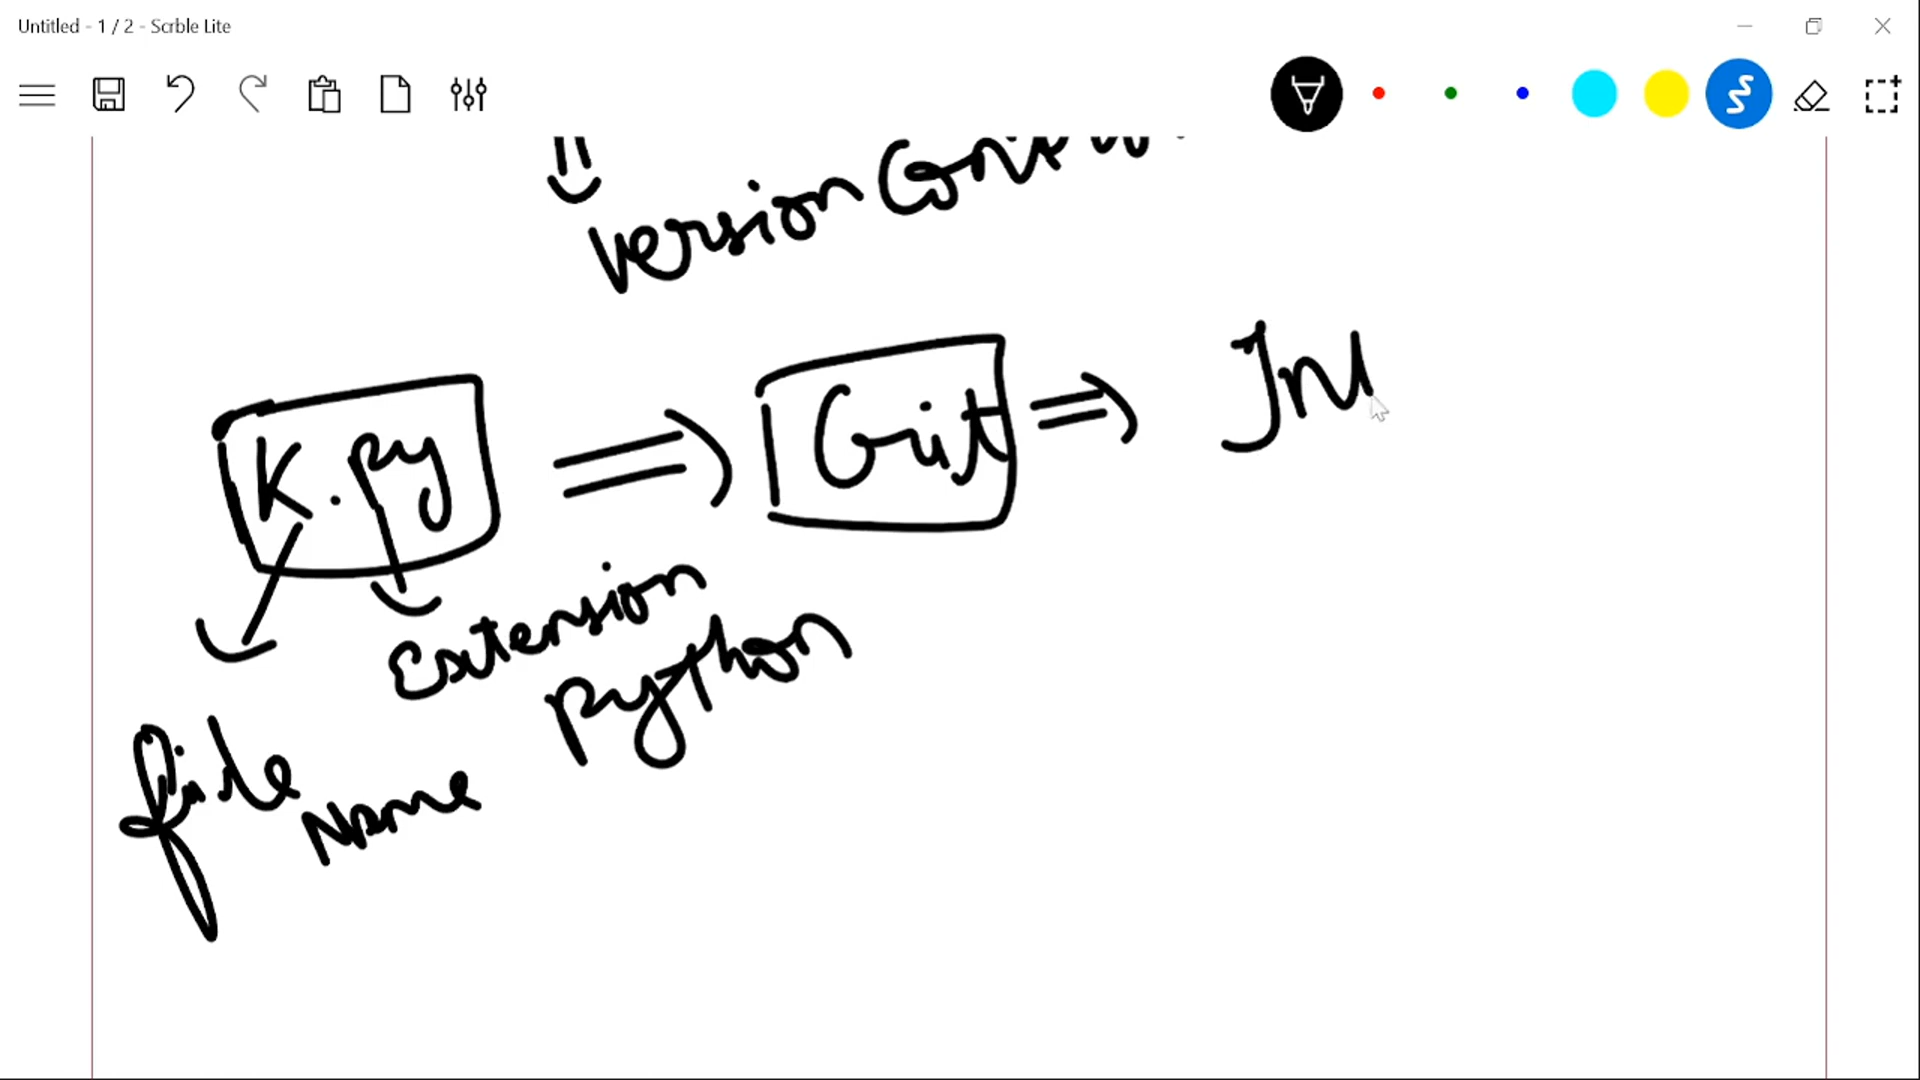 Untitled - 1 / 2 - Scrble Lite
Version
K.py ⇒ Git ⇒
Extension
python
file
Name